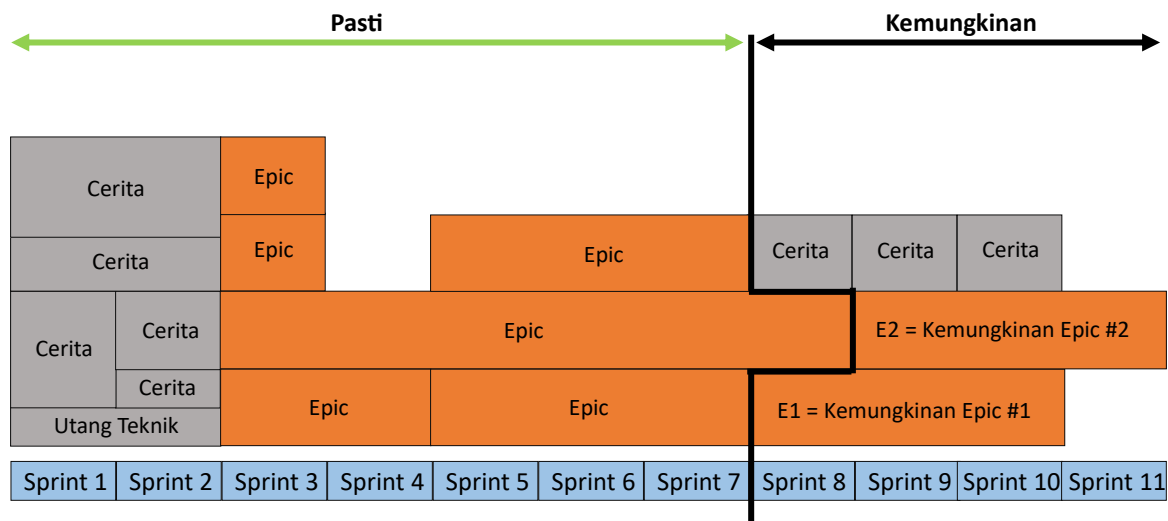 Pasti
Kemungkinan
Cerita
Epic
Cerita
Epic
Epic
Cerita
Cerita
Cerita
Cerita
Cerita
Epic
E2 = Kemungkinan Epic #2
Cerita
Utang Teknik
Epic
Epic
E1 = Kemungkinan Epic #1
Sprint 1
Sprint 2
Sprint 3
Sprint 4
Sprint 5
Sprint 6
Sprint 7
Sprint 8
Sprint 9
Sprint 10
Sprint 11